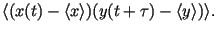 ⟨(x(t) − ⟨x⟩)(y(t + τ) − ⟨y⟩)⟩.